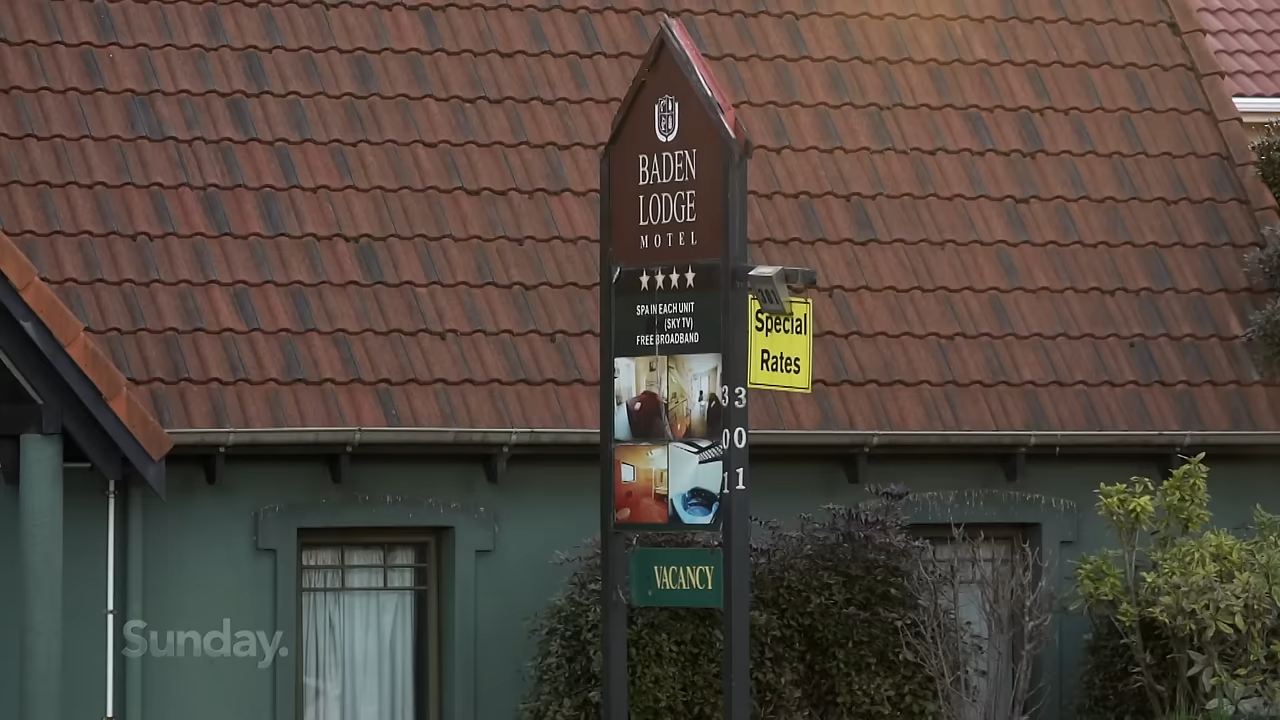 BADEN
LODGE
MOTEL
SPA IN EACH UNIT
(SKY TV)
FREE BROADBAND
301
Special
Rates
3 3
0 0
1 1
VACANCY
Sunday.